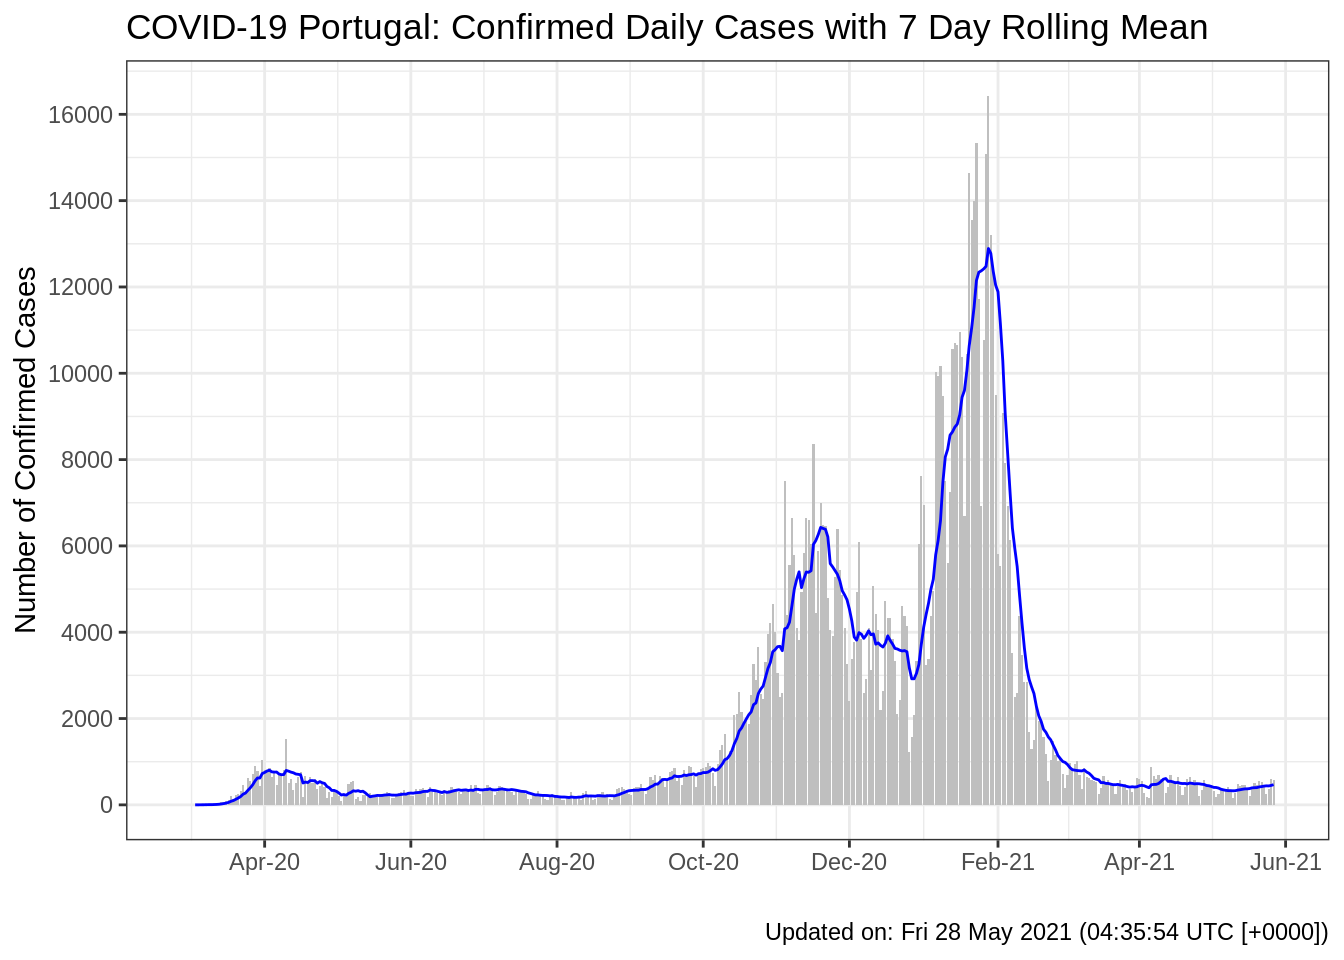 COVID-19 Portugal: Confirmed Daily Cases with 7 Day Rolling Mean
Number of Confirmed Cases
16000
14000
12000
10000
8000
6000
4000
2000
0
Apr-20 Jun-20 Aug-20 Oct-20 Dec-20 Feb-21 Apr-21 Jun-21
Updated on: Fri 28 May 2021 (04:35:54 UTC [+0000])